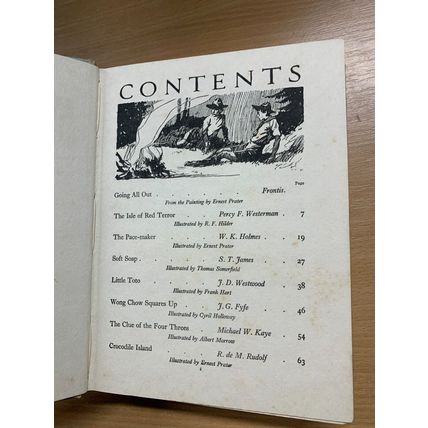 CONTENTS
Page
Going All Out . . . . . . Frontis.
From the Painting by Ernest Prater
The Isle of Red Terror . Percy F. Westerman . 7
Illustrated by R. F. Hilder
The Pace-maker . . W. K. Holmes . . 19
Illustrated by Ernest Prater
Soft Soap . . . . S. T. James . . 27
Illustrated by Thomas Somerfield
Little Toto . . . J. D. Westwood . . 38
Illustrated by Frank Hart
Wong Chow Squares Up . J. G. Fyfe . . 46
Illustrated by Cyril Holloway
The Clue of the Four Throns . Michael W. Kaye . 54
Illustrated by Albert Morrow
Crocodile Island . . R. de M. Rudolf . . 63
Illustrated by Ernest Prater